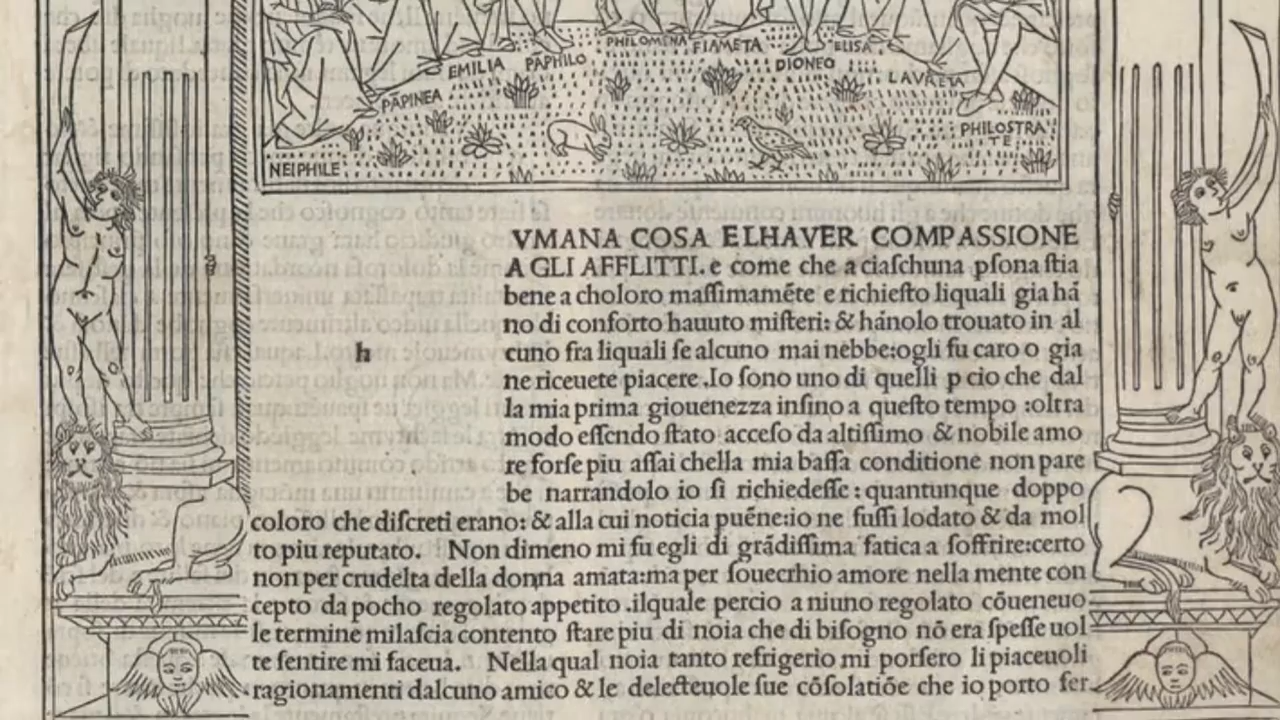 PHILOMENA FIAMETA ELISA
EMILIA PĀPHILO DIONEO LAVRETA
PĀPINEA
PHILOSTRA
TE
NEIPHILE
VMANA COSA E LHAVER COMPASSIONE
A GLI AFFLITTI. e come che a ciaſchuna pſona ſtia
bene a choloro maſſimamēte e richieſto liquali gia hā
no di conforto hauuto miſteri: & hānolo trouato in al
h
cuno fra liquali ſe alcuno mai nebbe:ogli fu caro o gia
ne riceuete piacere .Io ſono uno di quelli p cio che dal
la mia prima giouenezza inſino a queſto tempo :oltra
modo eſſendo ſtato acceſo da altiſſimo & nobile amo
re forſe piu aſſai chella mia baſſa conditione non pare
be narrandolo io ſi richiedeſſe : quantunque doppo
coloro che diſcreti erano: & alla cui noticia puēne:io ne fuſſi lodato & da mol
to piu reputato. Non dimeno mi fu egli di grādiſſima fatica a ſoffrire:certo
non per crudelta della donna amata:ma per ſouecrhio amore nella mente con
cepto da pocho regolato appetito .ilquale percio a niuno regolato cōueneuo
le termine milaſcia contento ſtare piu di noia che di biſogno nō era ſpeſſe uol
te ſentire mi faceua. Nella qual noia tanto refrigerio mi porſero li piaceuoli
ragionamenti dalcuno amico & le delecteuole ſue cōſolatiōe che io porto fer